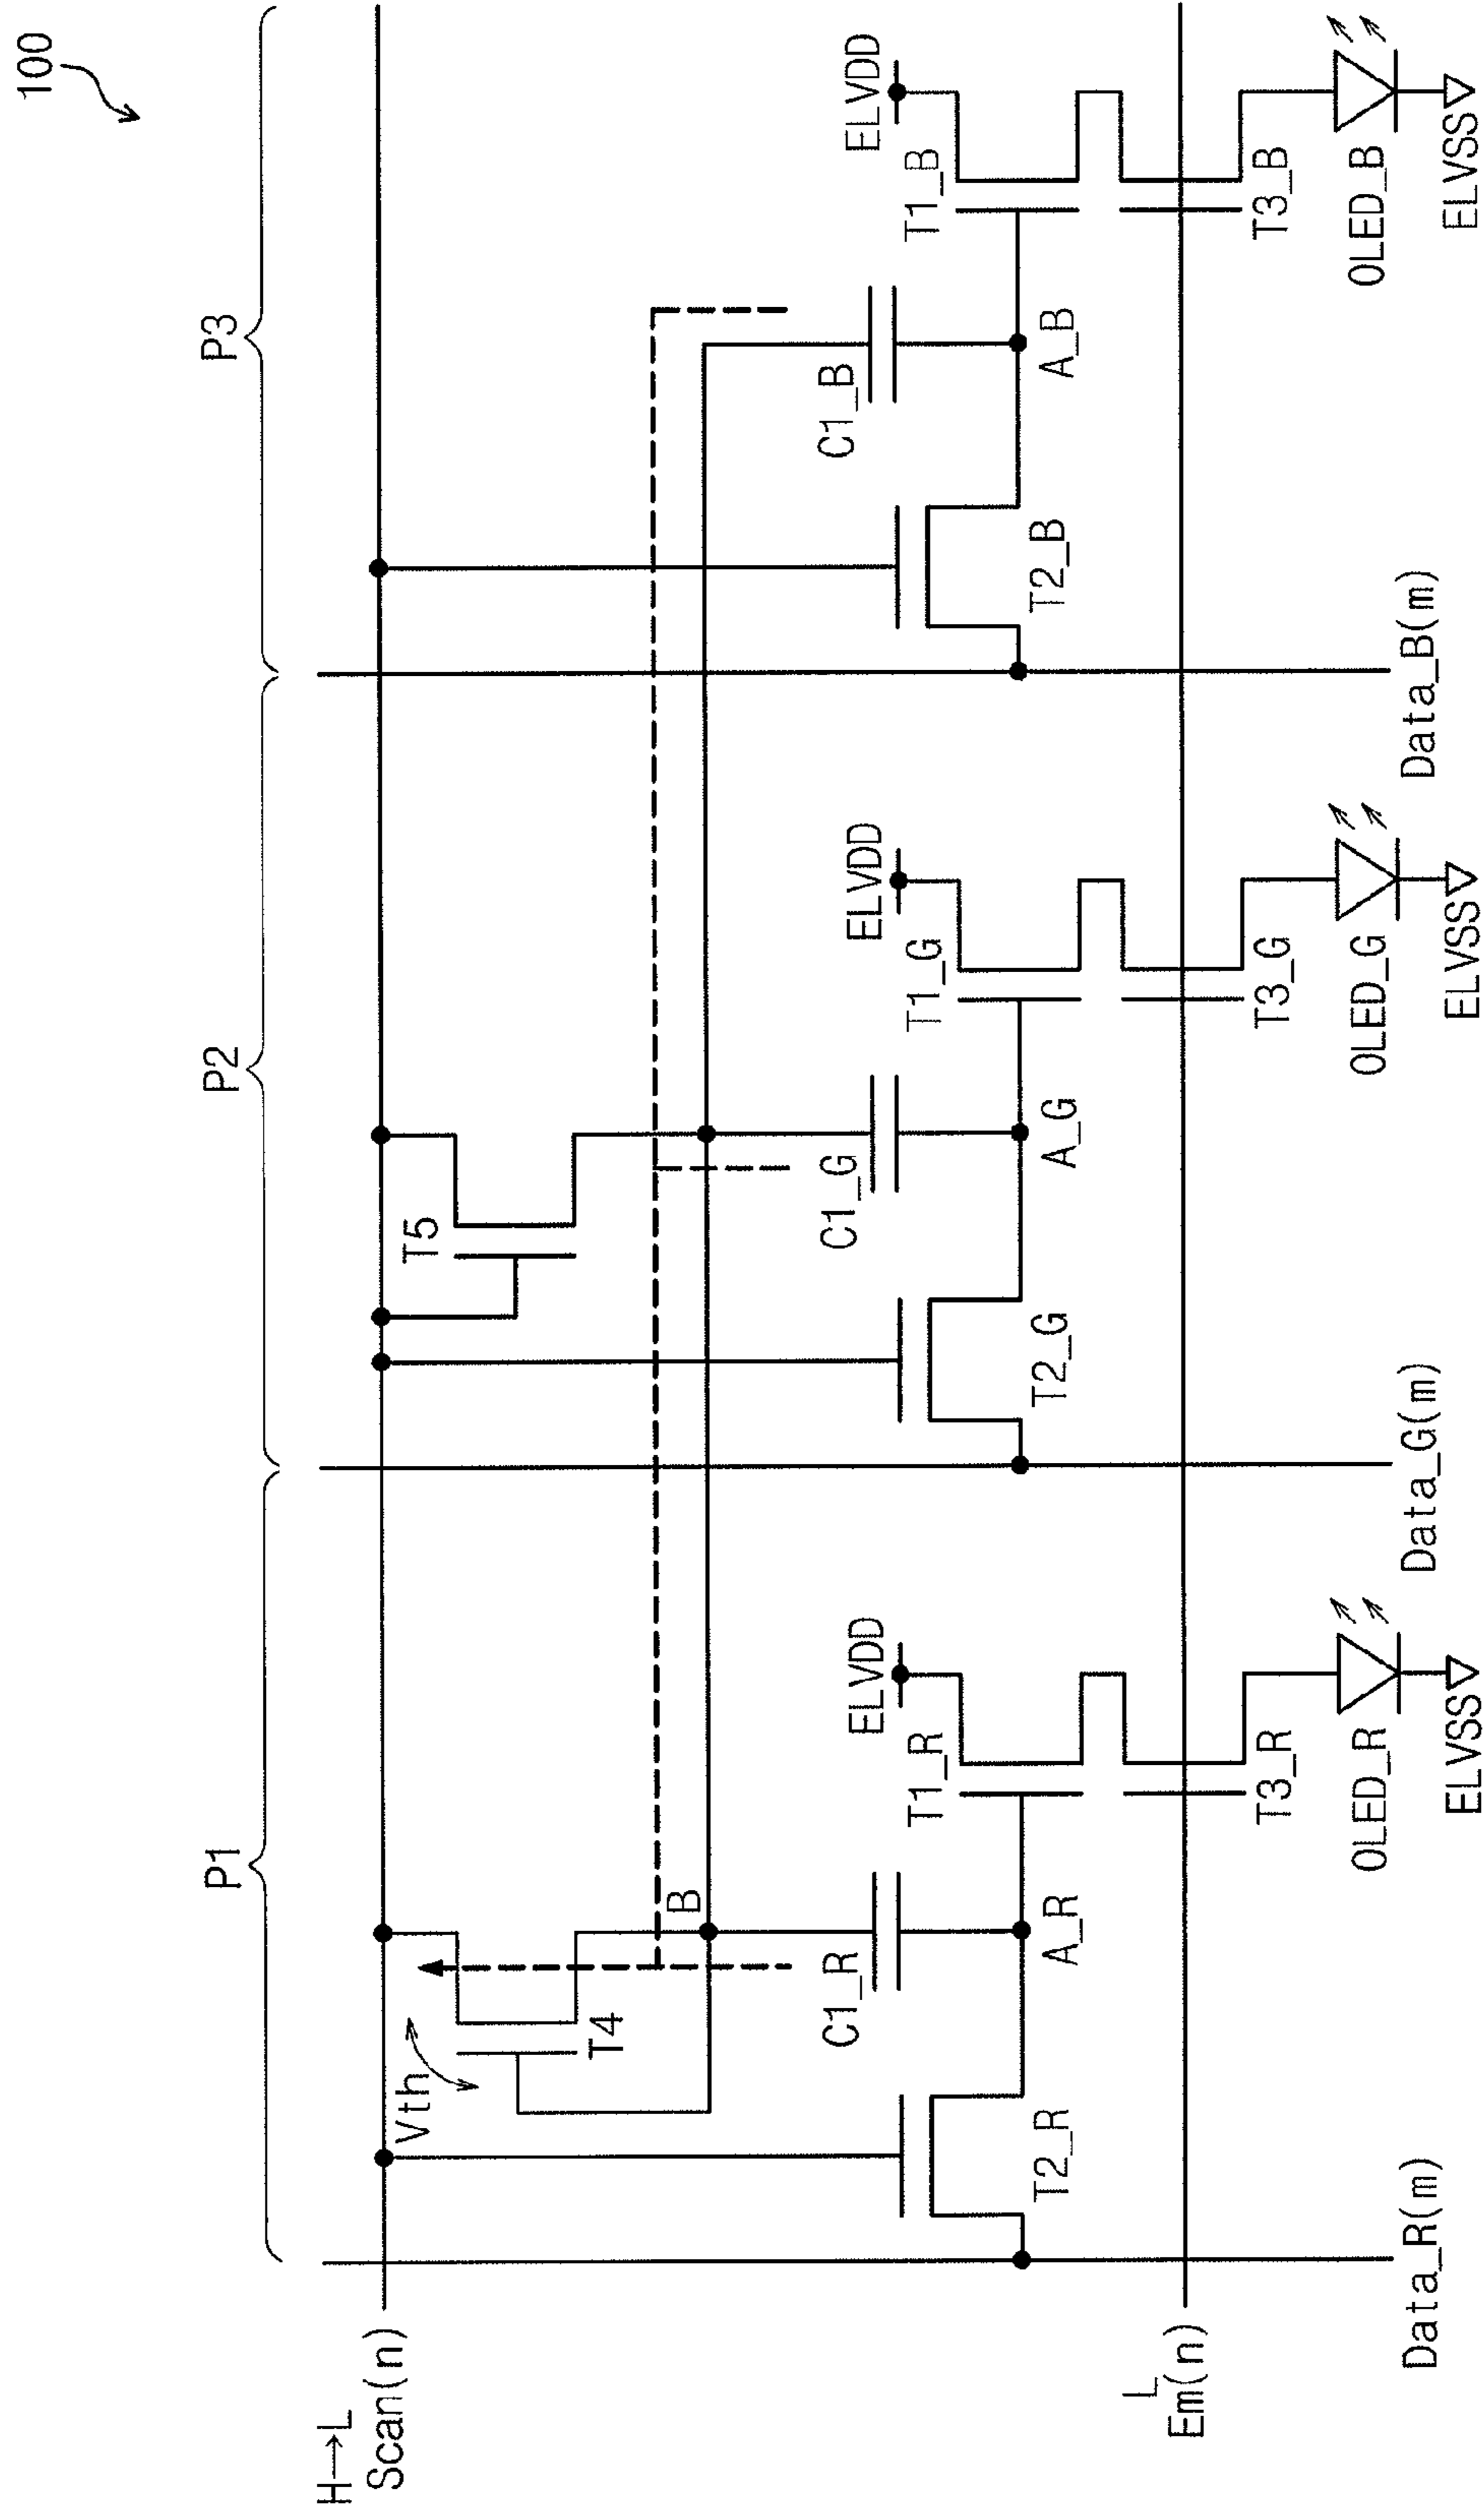 100
P1
P2
P3
H→L
Scan(n)
Vth
T4
T5
B
C1_R
ELVDD
C1_G
ELVDD
C1_B
ELVDD
T1_R
T1_G
T1_B
T2_R
A_R
T2_G
A_G
T2_B
A_B
L
Em(n)
T3_R
T3_G
T3_B
OLED_R
OLED_G
OLED_B
Data_R(m)
ELVSS
Data_G(m)
ELVSS
Data_B(m)
ELVSS